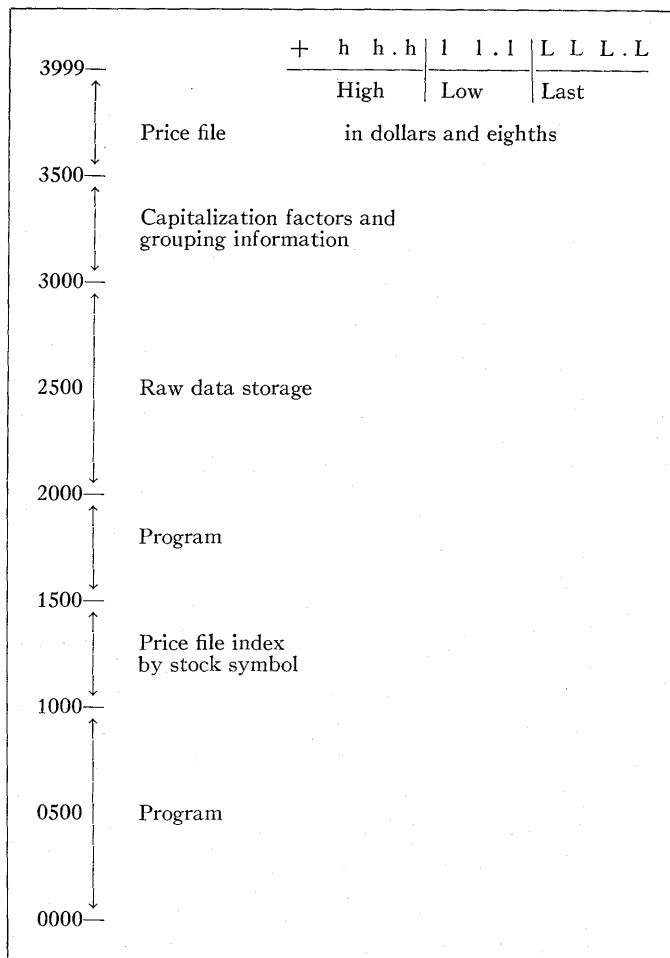 + h h . h | l l . l | L L L . L
3999—
High | Low | Last
Price file in dollars and eighths
3500—
Capitalization factors and
grouping information
3000—
2500 Raw data storage
2000—
Program
1500—
Price file index
by stock symbol
1000—
0500 Program
0000—